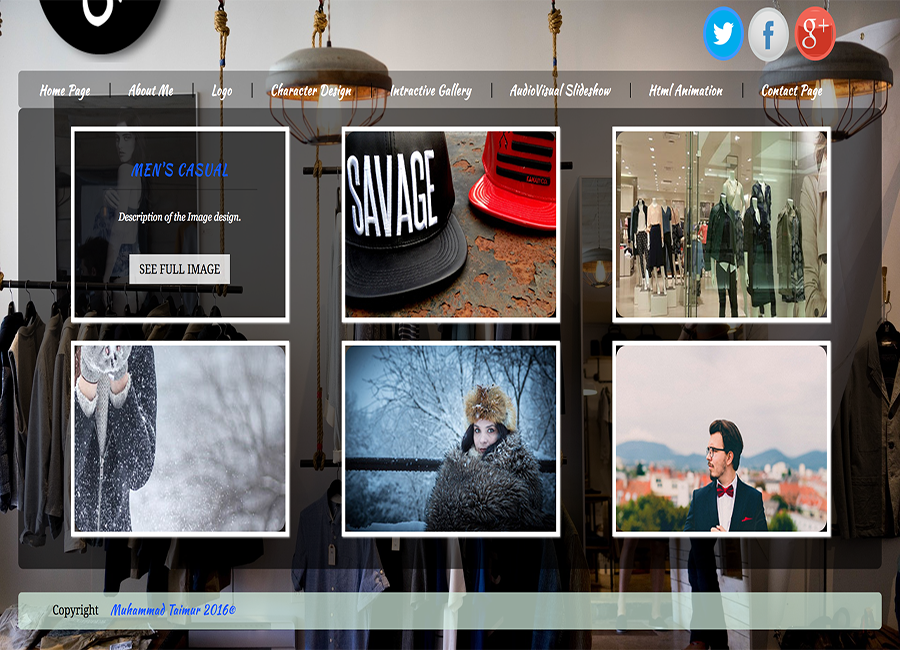 Home Page | About Me | Logo | Character Design | Intractive Gallery | AudioVisual Slideshow | Html Animation | Contact Page
MEN'S CASUAL
Description of the Image design.
SEE FULL IMAGE
SAVAGE
Copyright Muhammad Taimur 2016©